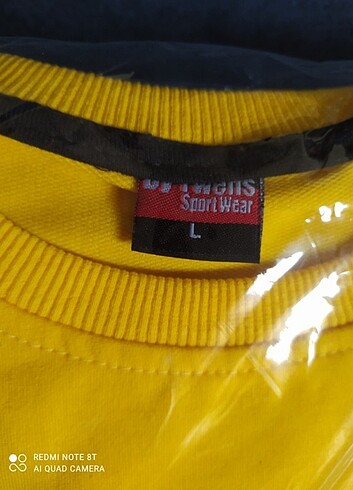 Sport Wear
L
REDMI NOTE 8T
AI QUAD CAMERA